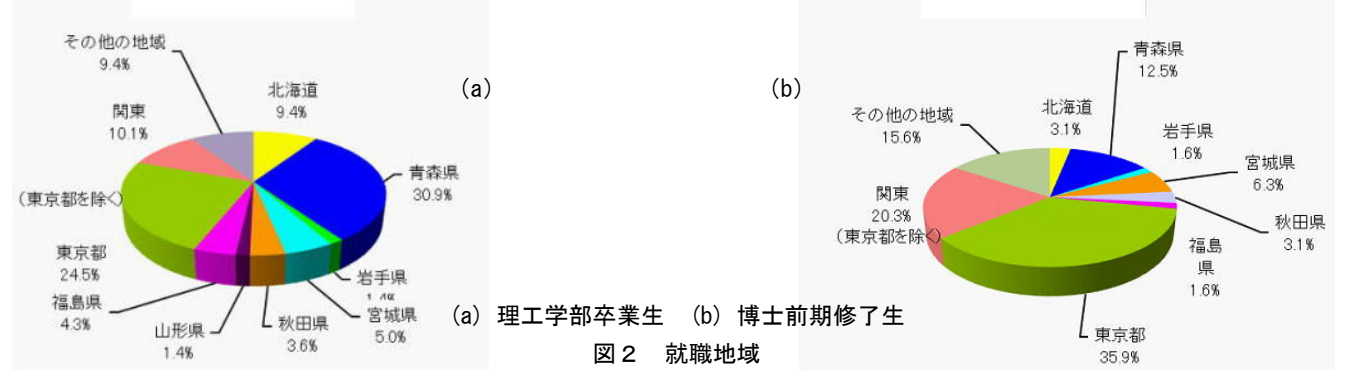 その他の地域
9.4%
北海道
9.4%
関東
10.1%
(東京都を除く)
青森県
30.9%
東京都
24.5%
福島県
4.3%
山形県
1.4%
秋田県
3.6%
宮城県
5.0%
岩手県
1.4%
(a)
(b)
青森県
12.5%
北海道
3.1%
その他の地域
15.6%
岩手県
1.6%
宮城県
6.3%
関東
20.3%
(東京都を除く)
秋田県
3.1%
福島
県
1.6%
東京都
35.9%
(a) 理工学部卒業生 (b) 博士前期修了生
図2 就職地域